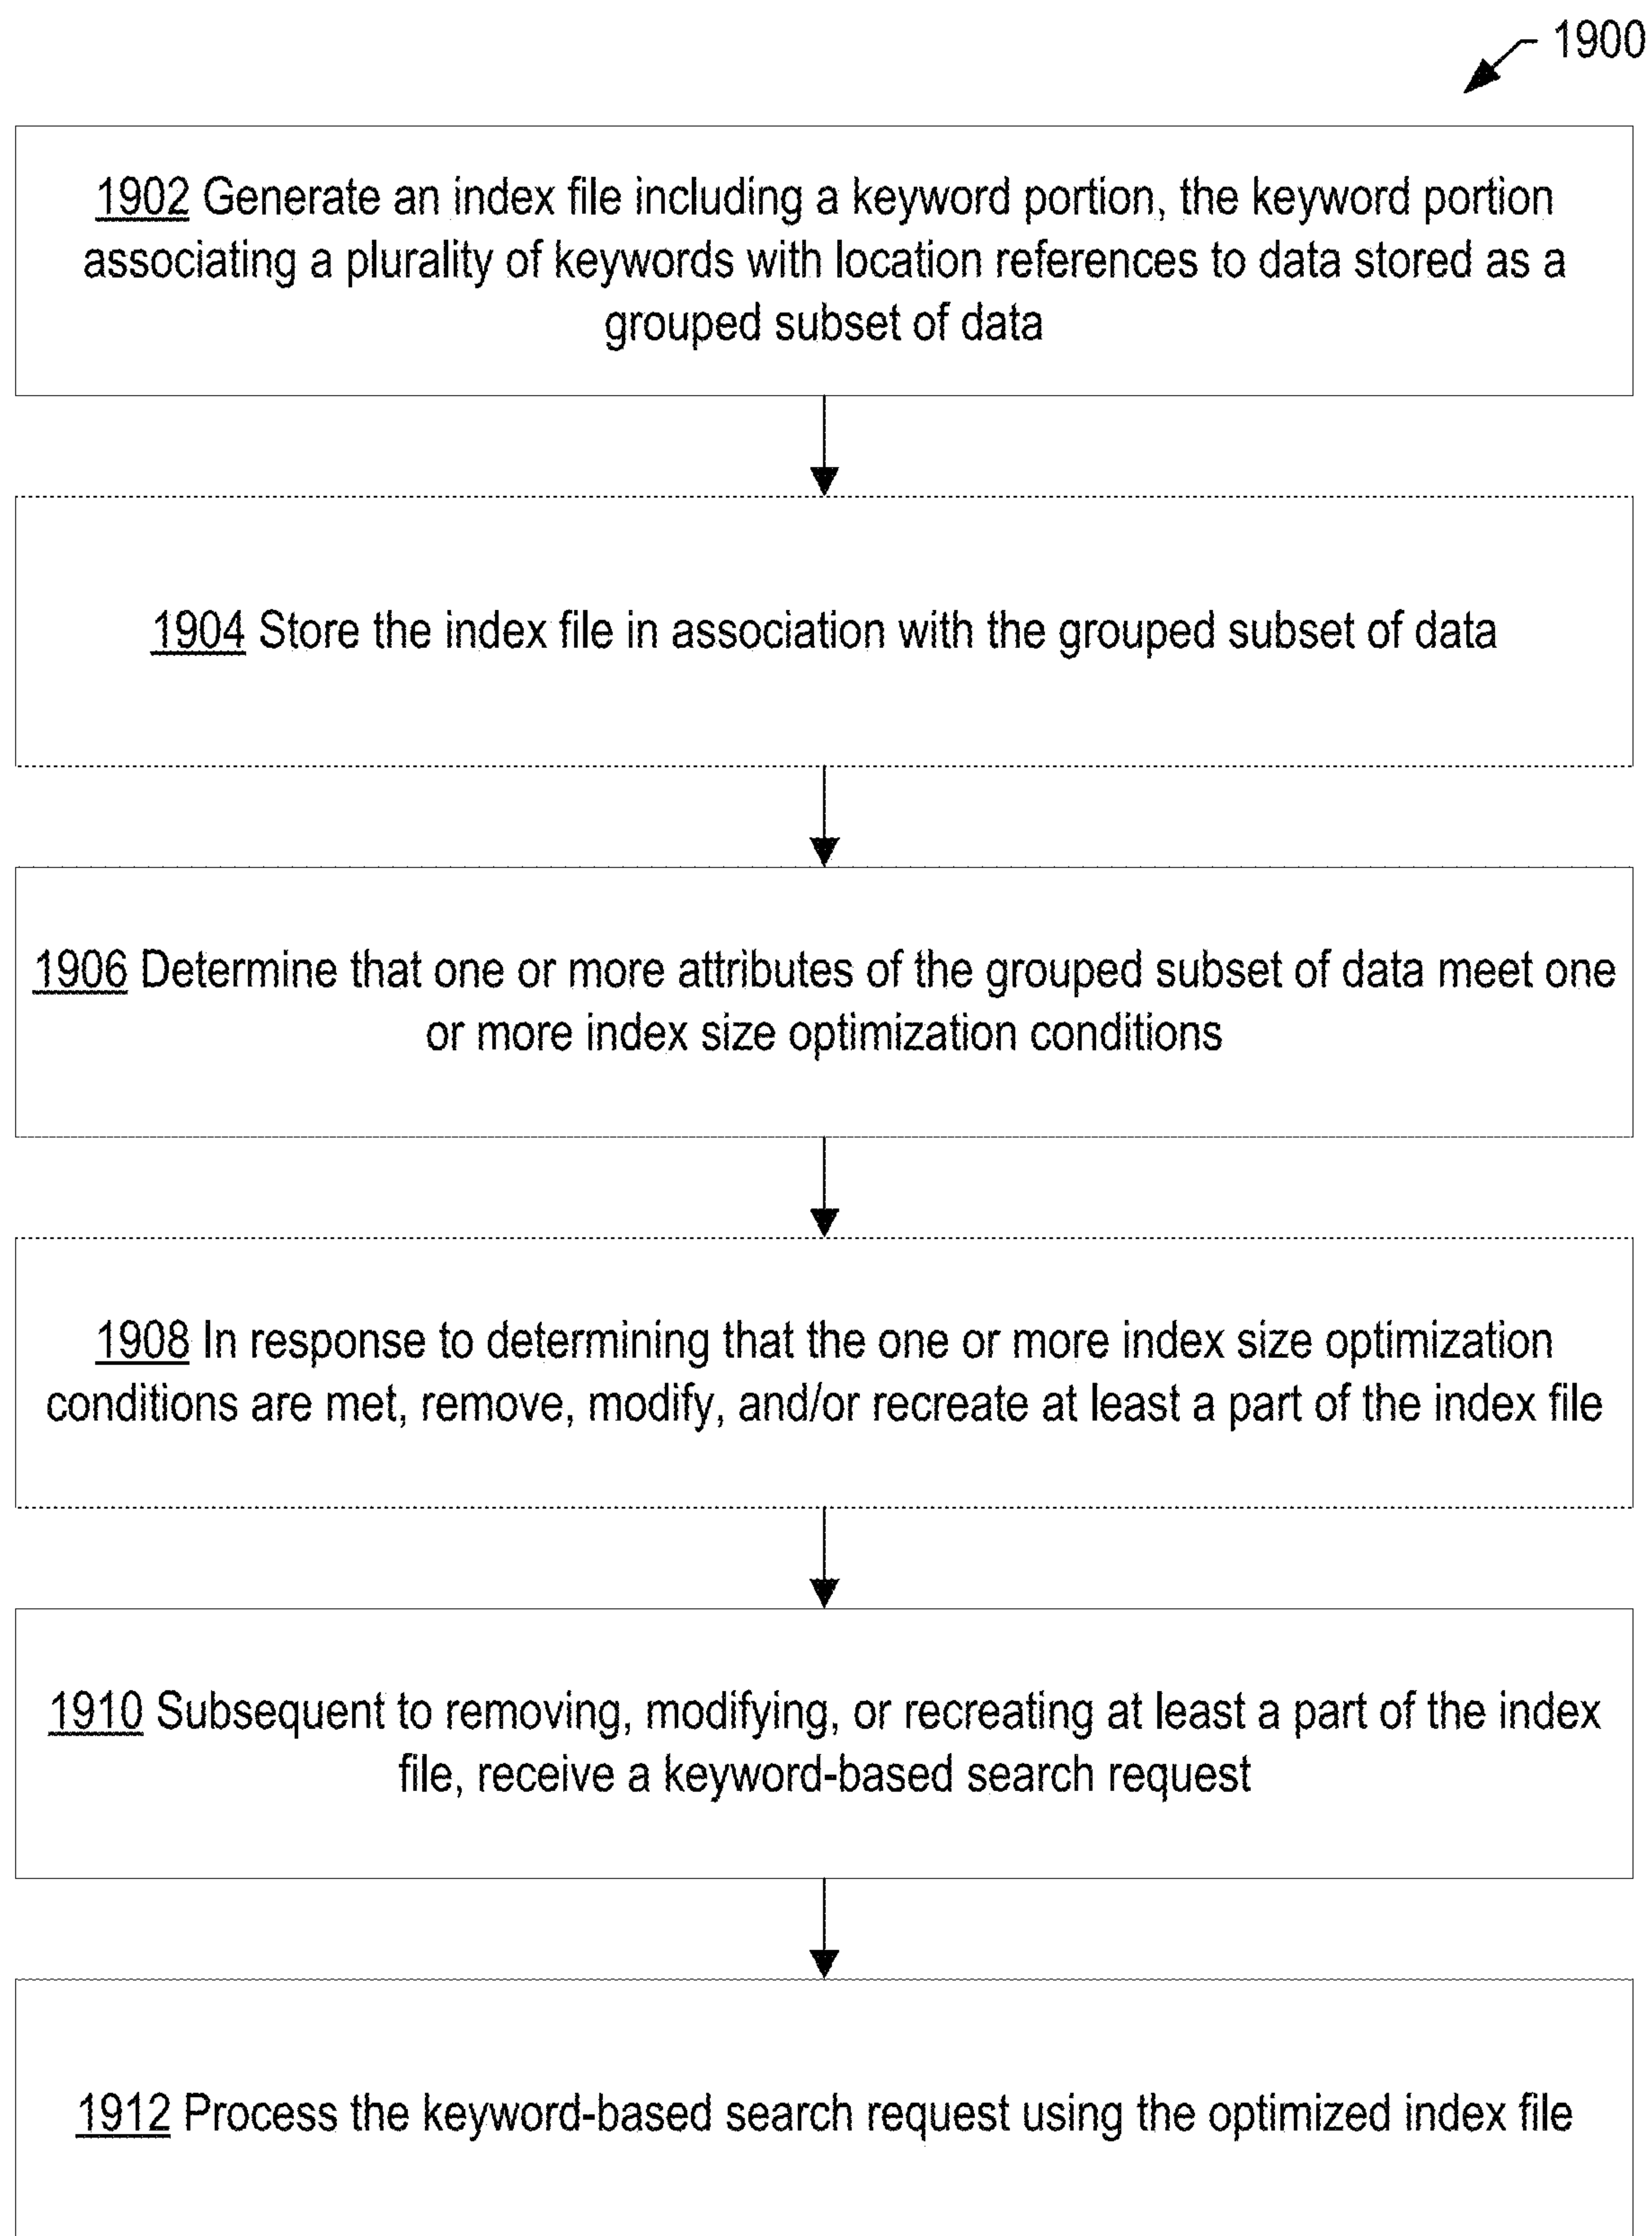 1900
1902 Generate an index file including a keyword portion, the keyword portion
associating a plurality of keywords with location references to data stored as a
grouped subset of data
1904 Store the index file in association with the grouped subset of data
1906 Determine that one or more attributes of the grouped subset of data meet one
or more index size optimization conditions
1908 In response to determining that the one or more index size optimization
conditions are met, remove, modify, and/or recreate at least a part of the index file
1910 Subsequent to removing, modifying, or recreating at least a part of the index
file, receive a keyword-based search request
1912 Process the keyword-based search request using the optimized index file